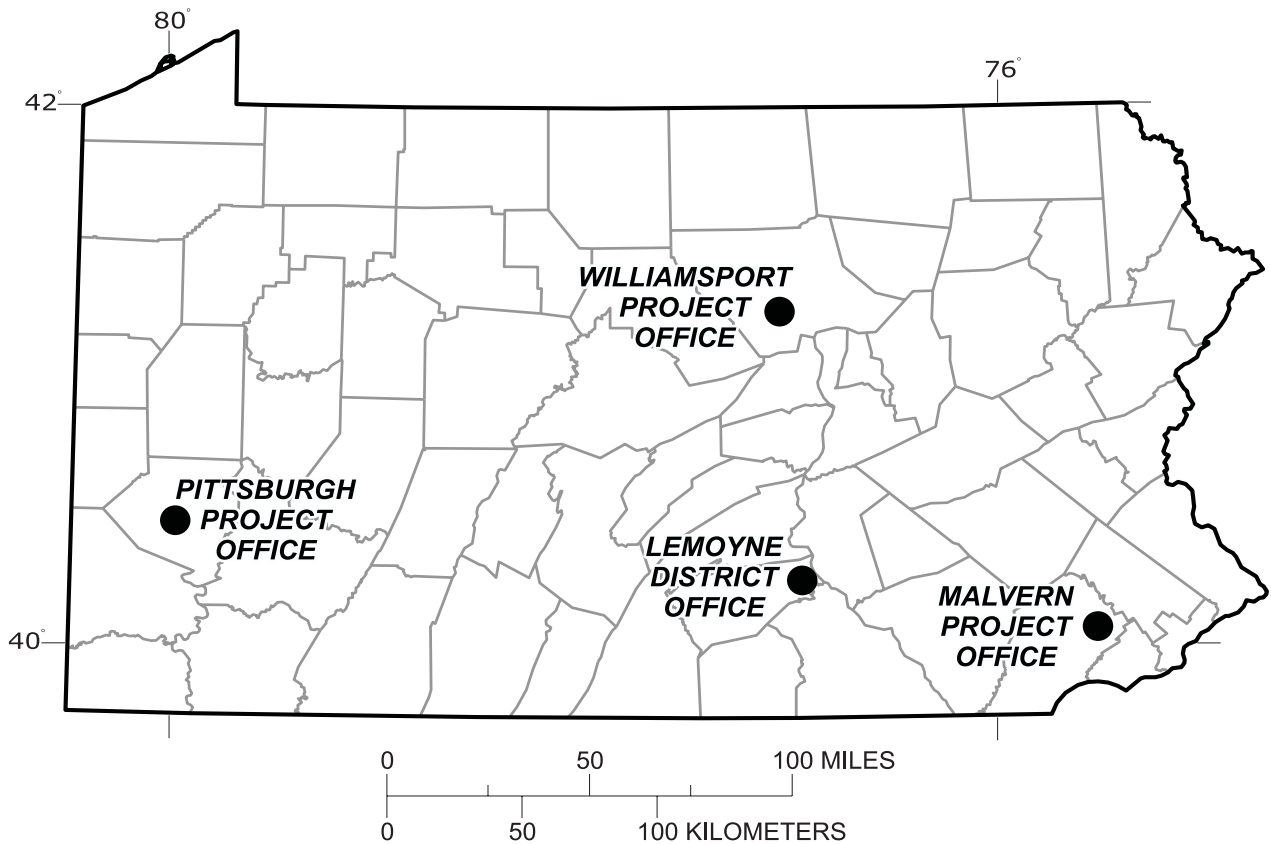 80°
76°
42°
WILLIAMSPORT
PROJECT
OFFICE
PITTSBURGH
PROJECT
OFFICE
LEMOYNE
DISTRICT
OFFICE
MALVERN
PROJECT
OFFICE
40°
0 50 100 MILES
0 50 100 KILOMETERS